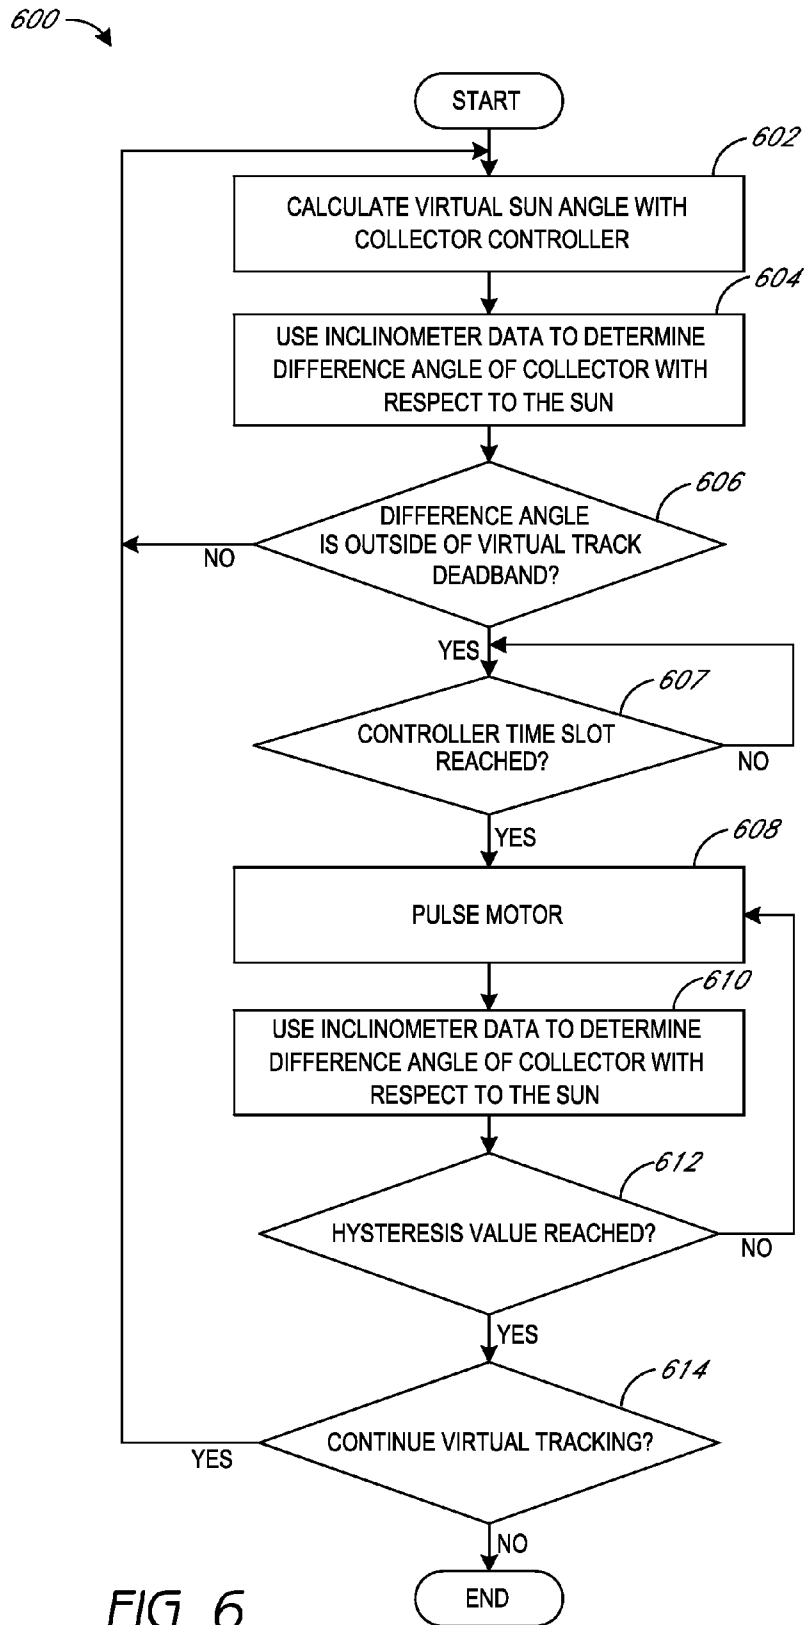 600
START
602
CALCULATE VIRTUAL SUN ANGLE WITH
COLLECTOR CONTROLLER
604
USE INCLINOMETER DATA TO DETERMINE
DIFFERENCE ANGLE OF COLLECTOR WITH
RESPECT TO THE SUN
606
DIFFERENCE ANGLE
IS OUTSIDE OF VIRTUAL TRACK
DEADBAND?
NO
YES
607
CONTROLLER TIME SLOT
REACHED?
NO
YES
608
PULSE MOTOR
610
USE INCLINOMETER DATA TO DETERMINE
DIFFERENCE ANGLE OF COLLECTOR WITH
RESPECT TO THE SUN
612
HYSTERESIS VALUE REACHED?
NO
YES
614
CONTINUE VIRTUAL TRACKING?
YES
NO
END
FIG. 6